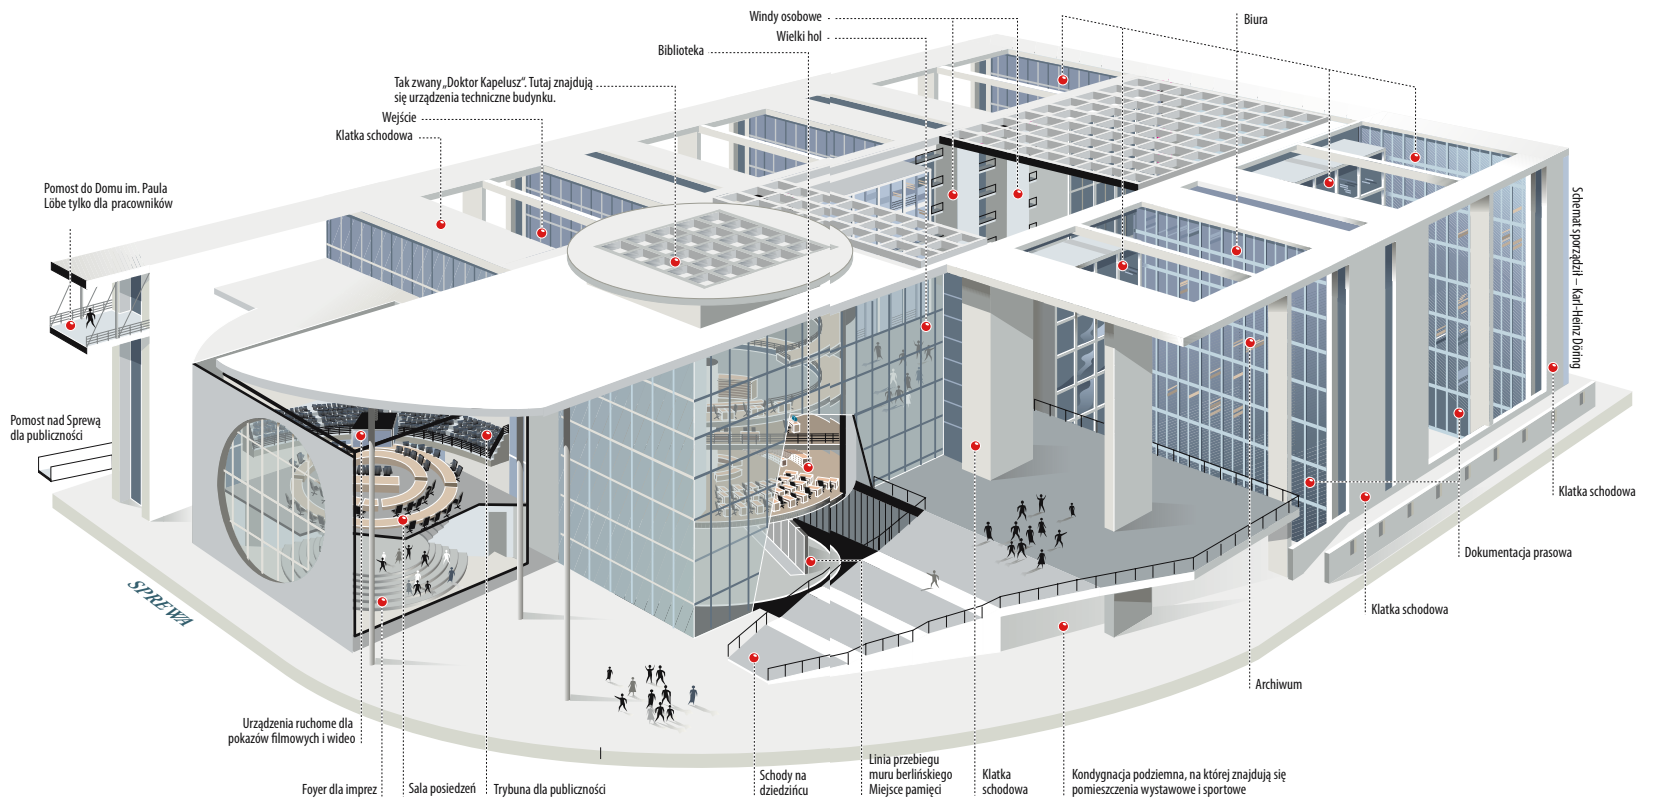 Windy osobowe
Biura
Wielki hol
Biblioteka
Tak zwany „Doktor Kapelusz“. Tutaj znajdują
się urządzenia techniczne budynku.
Wejście
Klatka schodowa
Pomost do Domu im. Paula
Löbe tylko dla pracowników
Schemat sporządził – Karl-Heinz Döring
Pomost nad Sprewą
dla publiczności
SPREWA
Klatka schodowa
Dokumentacja prasowa
Klatka schodowa
Archiwum
Urządzenia ruchome dla
pokazów filmowych i wideo
Foyer dla imprez
Sala posiedzeń
Trybuna dla publiczności
Schody na
dziedzińcu
Linia przebiegu
muru berlińskiego
Miejsce pamięci
Klatka
schodowa
Kondygnacja podziemna, na której znajdują się
pomieszczenia wystawowe i sportowe